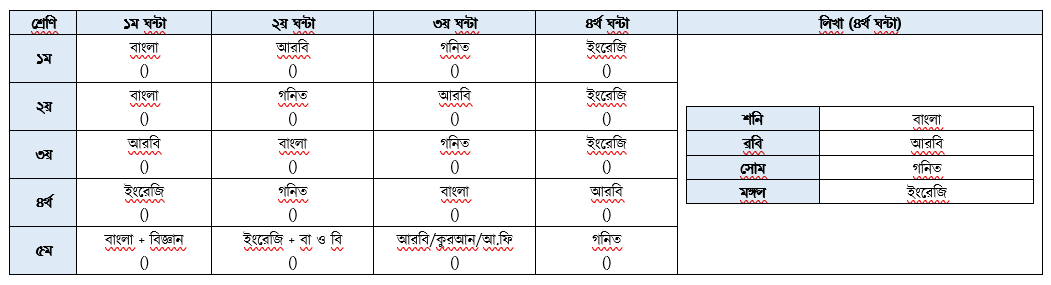 শ্রেণি ১ম ঘন্টা ২য় ঘন্টা ৩য় ঘন্টা ৪র্থ ঘন্টা লিখা (৪র্থ ঘন্টা)
১ম বাংলা আরবি গনিত ইংরেজি
() () () ()
২য় বাংলা গনিত আরবি ইংরেজি
() () () ()
৩য় আরবি বাংলা গনিত ইংরেজি
() () () ()
৪র্থ ইংরেজি গনিত বাংলা আরবি
() () () ()
৫ম বাংলা + বিজ্ঞান ইংরেজি + বা ও বি আরবি/কুরআন/আ.ফি গনিত
() () () ()
শনি বাংলা
রবি আরবি
সোম গনিত
মঙ্গল ইংরেজি